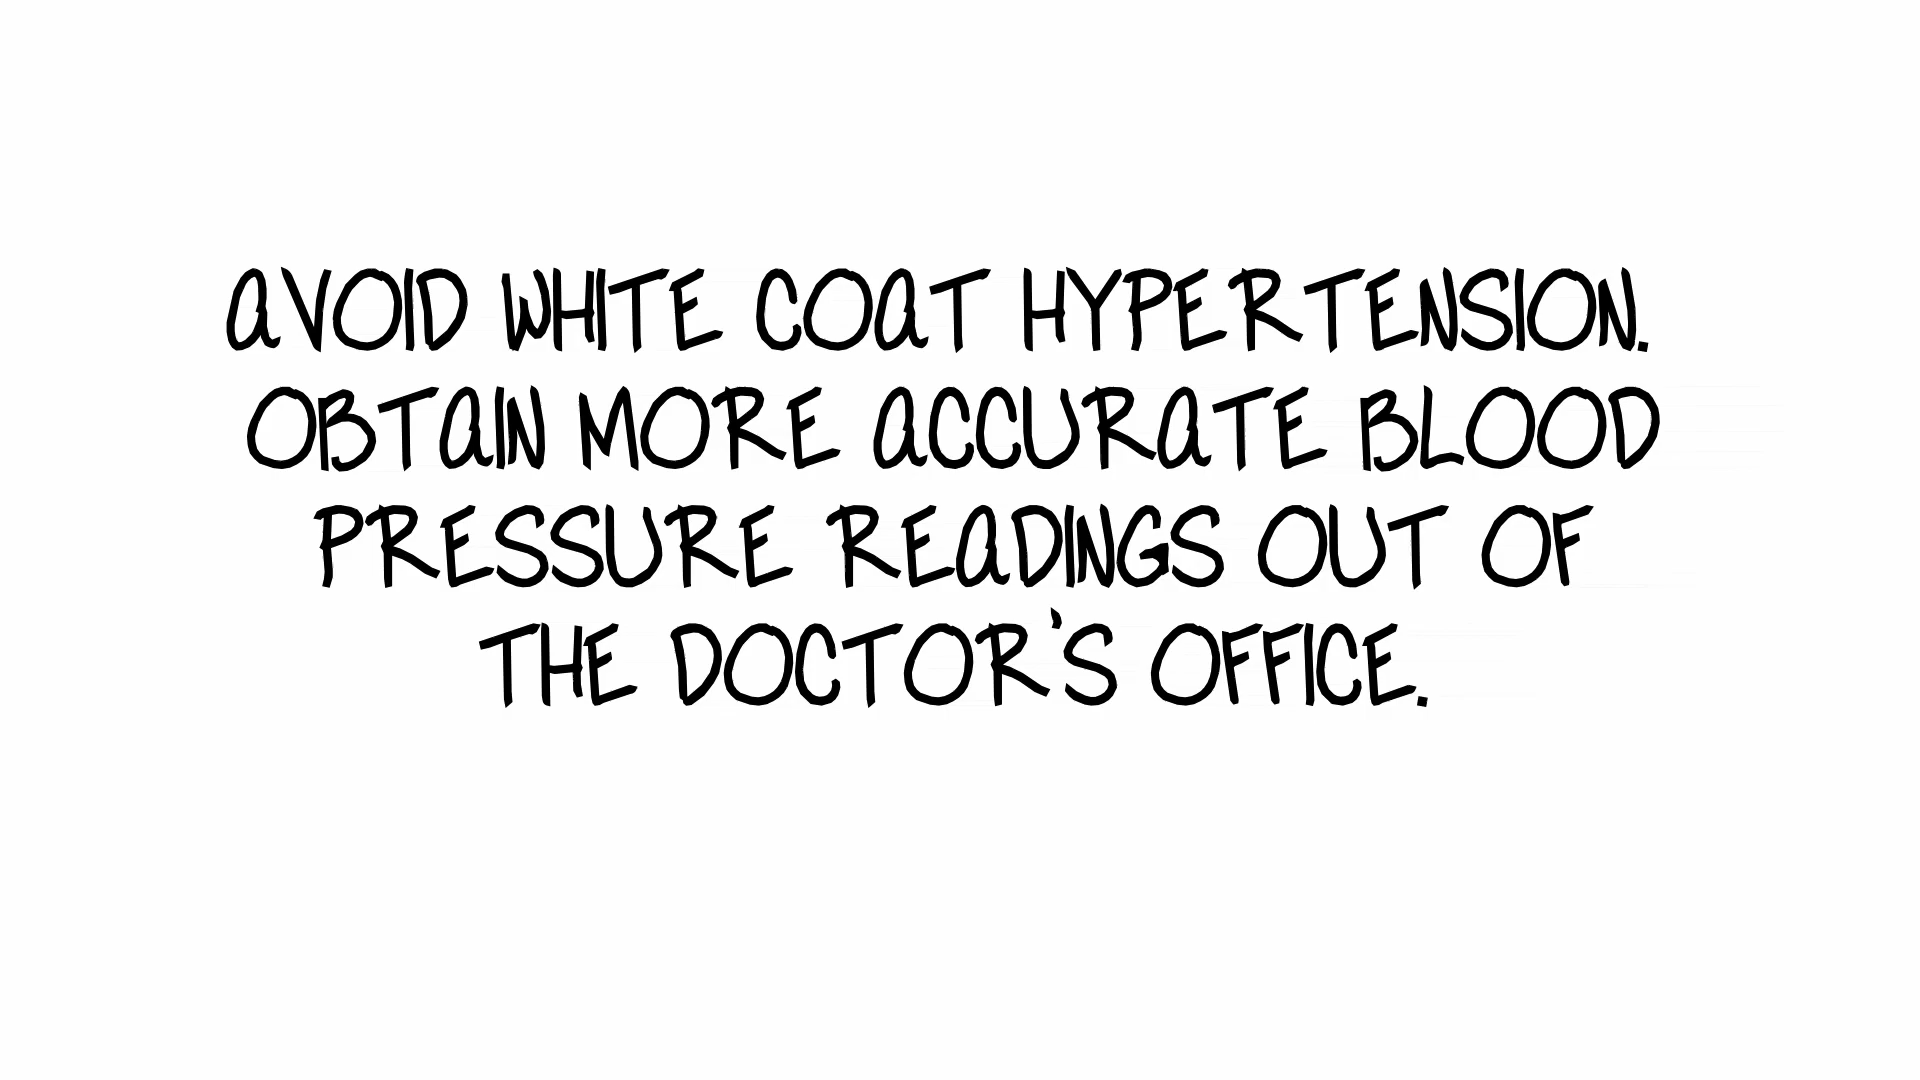 AVOID WHITE COAT HYPERTENSION.
OBTAIN MORE ACCURATE BLOOD
PRESSURE READINGS OUT OF
THE DOCTOR'S OFFICE.